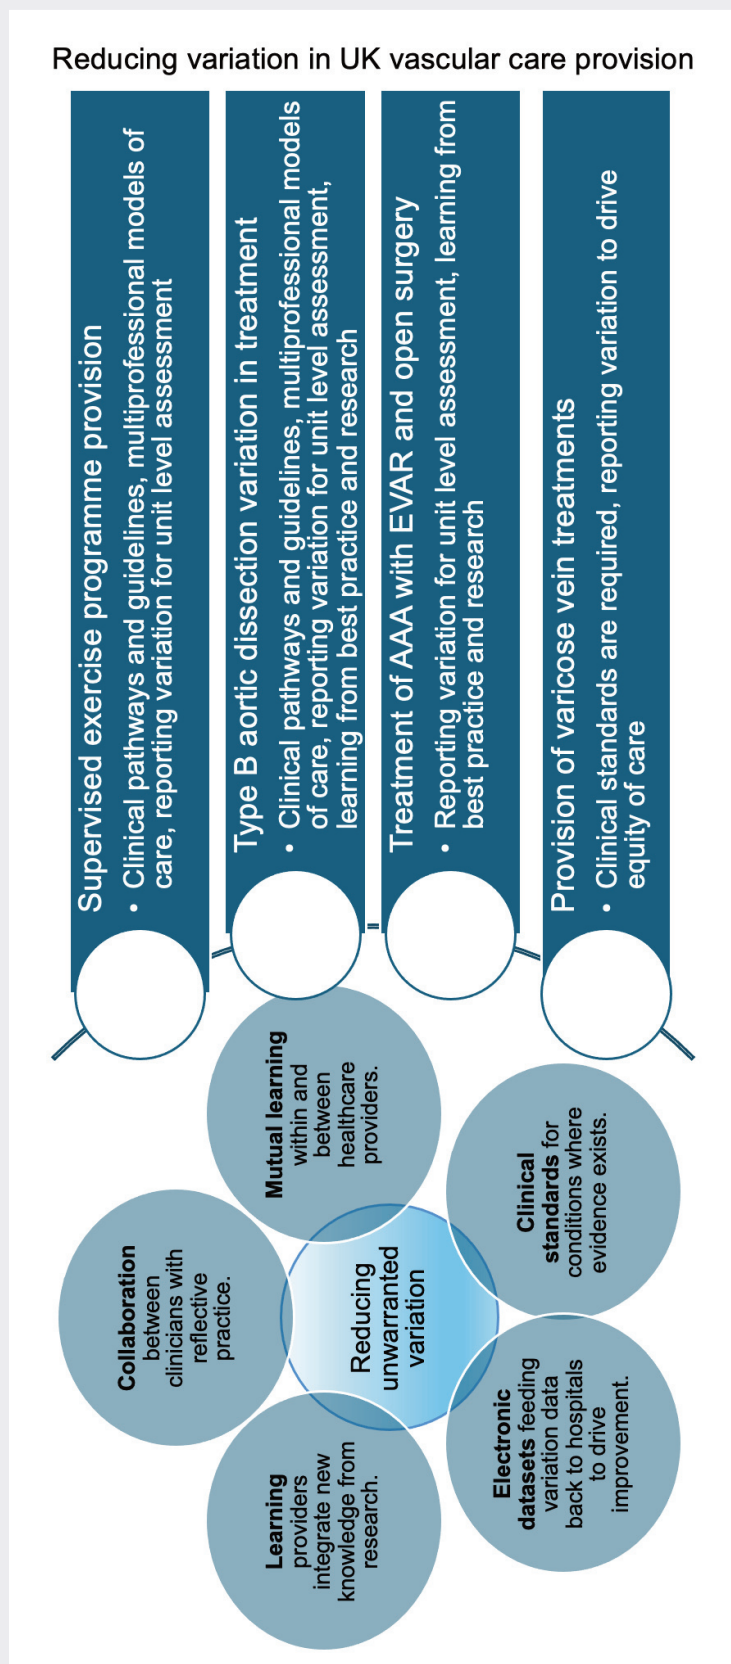 Reducing variation in UK vascular care provision
Supervised exercise programme provision
• Clinical pathways and guidelines, multiprofessional models of
care, reporting variation for unit level assessment
Type B aortic dissection variation in treatment
• Clinical pathways and guidelines, multiprofessional models
of care, reporting variation for unit level assessment,
learning from best practice and research
Treatment of AAA with EVAR and open surgery
• Reporting variation for unit level assessment, learning from
best practice and research
Provision of varicose vein treatments
• Clinical standards are required, reporting variation to drive
equity of care
Collaboration
between
clinicians with
reflective
practice.
Mutual learning
within and
between
healthcare
providers.
Clinical
standards for
conditions where
evidence exists.
Electronic
datasets feeding
variation data
back to hospitals
to drive
improvement.
Learning
providers
integrate new
knowledge from
research.
Reducing
unwarranted
variation